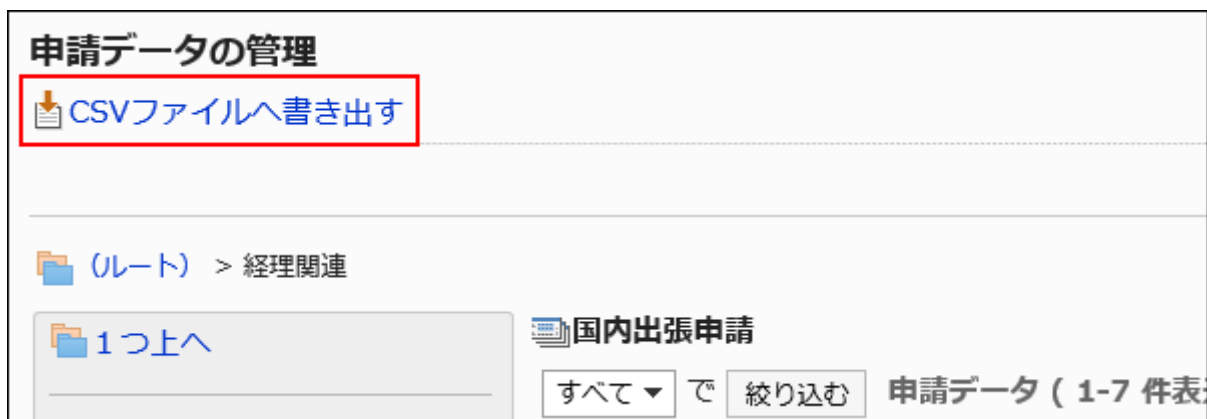 申請データの管理
CSVファイルへ書き出す
（ルート） > 経理関連
1つ上へ
国内出張申請
すべて▼ で 絞り込む 申請データ ( 1-7 件表